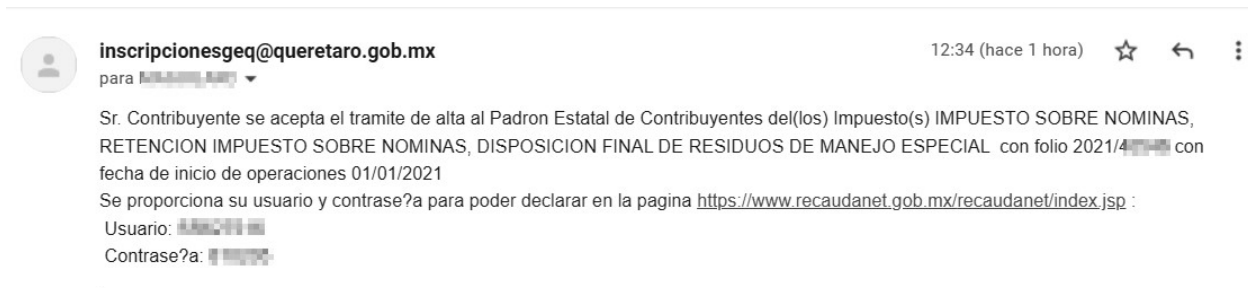 inscripcionesgeq@queretaro.gob.mx
12:34 (hace 1 hora)
para
Sr. Contribuyente se acepta el tramite de alta al Padron Estatal de Contribuyentes del(los) Impuesto(s) IMPUESTO SOBRE NOMINAS,
RETENCION IMPUESTO SOBRE NOMINAS, DISPOSICION FINAL DE RESIDUOS DE MANEJO ESPECIAL con folio 2021/4 con
fecha de inicio de operaciones 01/01/2021
Se proporciona su usuario y contrase?a para poder declarar en la pagina https://www.recaudanet.gob.mx/recaudanet/index.jsp :
Usuario:
Contrase?a: